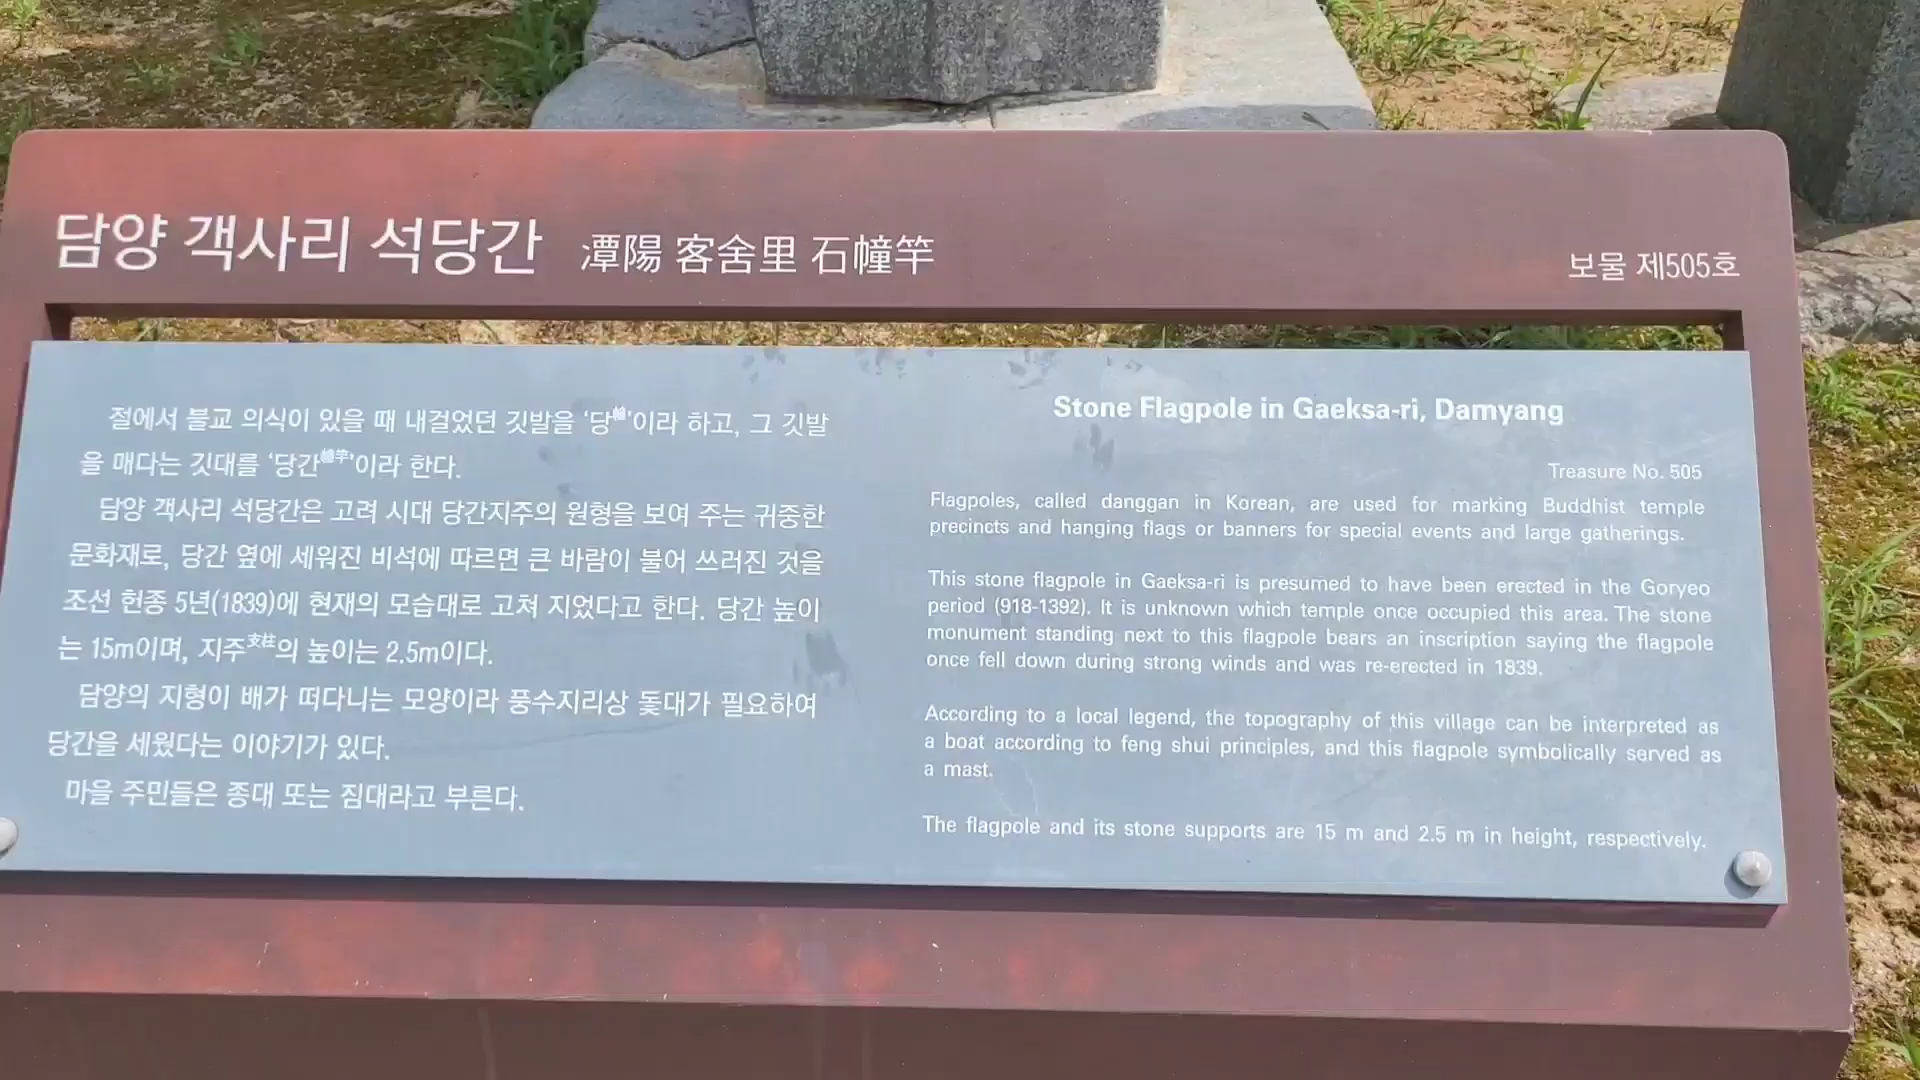 담양 객사리 석당간 潭陽 客舍里 石幢竿
보물 제505호
절에서 불교 의식이 있을 때 내걸었던 깃발을 ‘당幢’이라 하고, 그 깃발
을 매다는 깃대를 ‘당간幢竿’이라 한다.
담양 객사리 석당간은 고려 시대 당간지주의 원형을 보여 주는 귀중한
문화재로, 당간 옆에 세워진 비석에 따르면 큰 바람이 불어 쓰러진 것을
조선 헌종 5년(1839)에 현재의 모습대로 고쳐 지었다고 한다. 당간 높이
는 15m이며, 지주支柱의 높이는 2.5m이다.
담양의 지형이 배가 떠다니는 모양이라 풍수지리상 돛대가 필요하여
당간을 세웠다는 이야기가 있다.
마을 주민들은 종대 또는 짐대라고 부른다.
Stone Flagpole in Gaeksa-ri, Damyang
Treasure No. 505
Flagpoles, called danggan in Korean, are used for marking Buddhist temple
precincts and hanging flags or banners for special events and large gatherings.
This stone flagpole in Gaeksa-ri is presumed to have been erected in the Goryeo
period (918-1392). It is unknown which temple once occupied this area. The stone
monument standing next to this flagpole bears an inscription saying the flagpole
once fell down during strong winds and was re-erected in 1839.
According to a local legend, the topography of this village can be interpreted as
a boat according to feng shui principles, and this flagpole symbolically served as
a mast.
The flagpole and its stone supports are 15 m and 2.5 m in height, respectively.